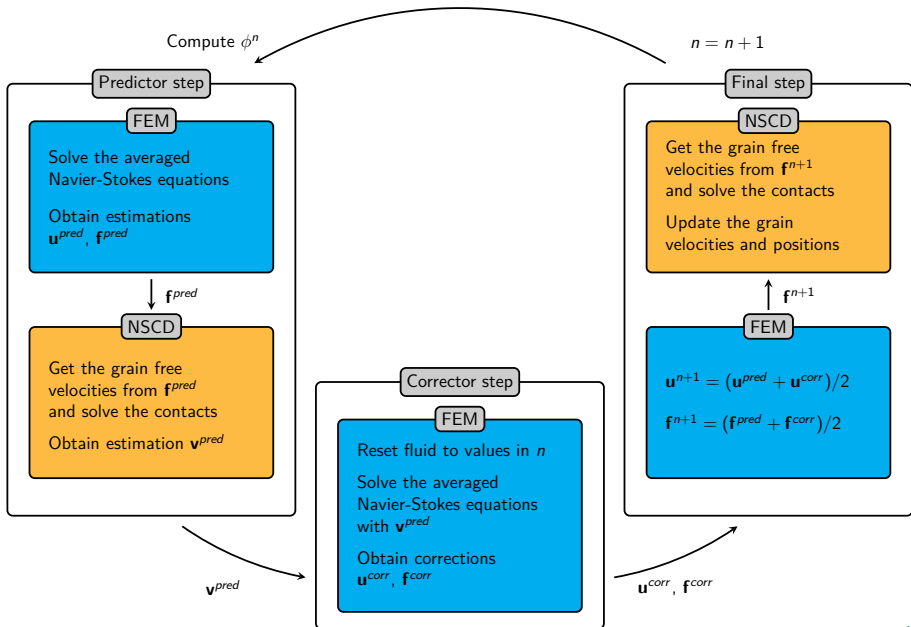 Compute ϕⁿ
n = n + 1
Predictor step
FEM
Solve the averaged
Navier-Stokes equations
Obtain estimations
u^pred, f^pred
f^pred
NSCD
Get the grain free
velocities from f^pred
and solve the contacts
Obtain estimation v^pred
v^pred
Corrector step
FEM
Reset fluid to values in n
Solve the averaged
Navier-Stokes equations
with v^pred
Obtain corrections
u^corr, f^corr
u^corr, f^corr
Final step
NSCD
Get the grain free
velocities from f^{n+1}
and solve the contacts
Update the grain
velocities and positions
f^{n+1}
FEM
u^{n+1} = (u^pred + u^corr)/2
f^{n+1} = (f^pred + f^corr)/2